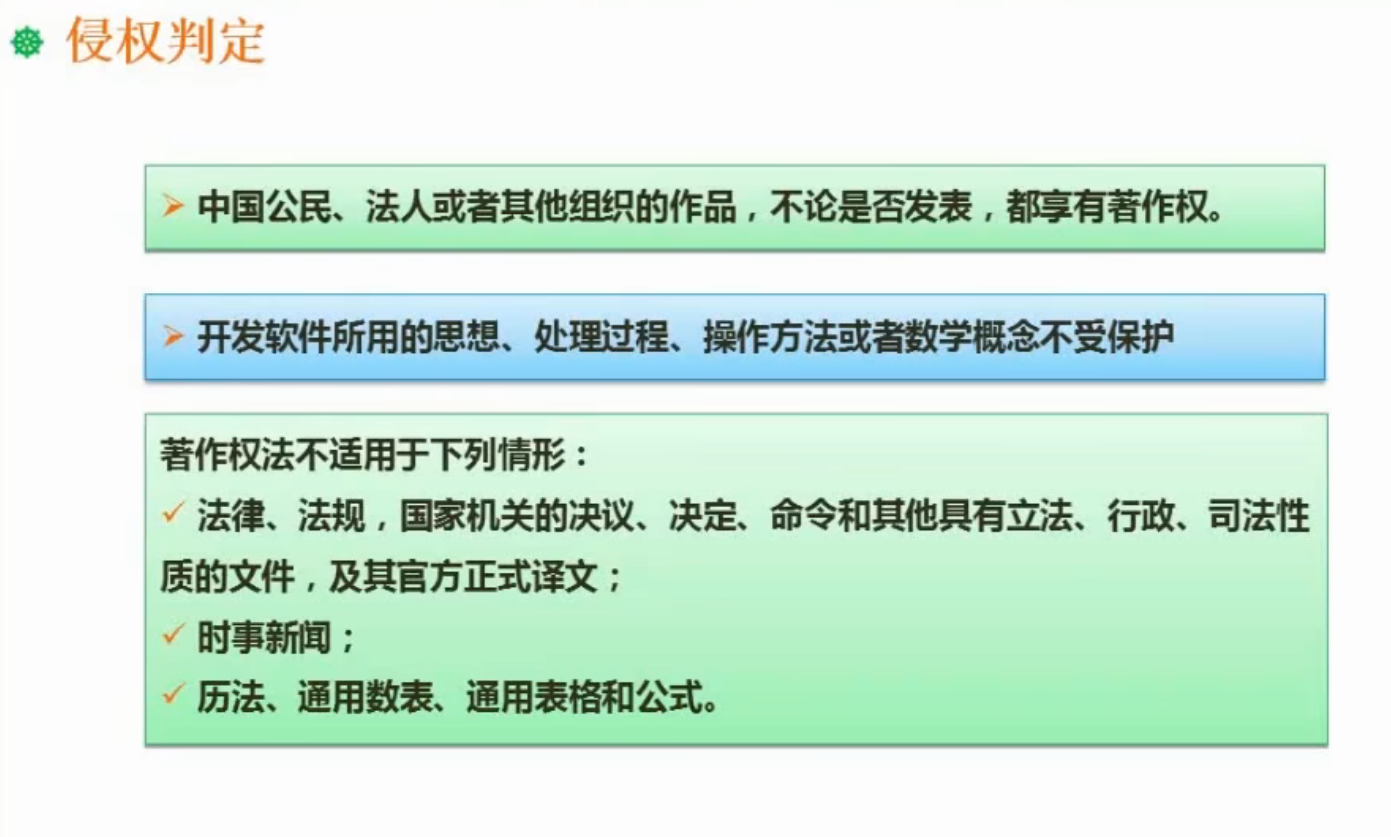 侵权判定
中国公民、法人或者其他组织的作品，不论是否发表，都享有著作权。
开发软件所用的思想、处理过程、操作方法或者数学概念不受保护
著作权法不适用于下列情形：
法律、法规，国家机关的决议、决定、命令和其他具有立法、行政、司法性
质的文件，及其官方正式译文；
时事新闻；
历法、通用数表、通用表格和公式。